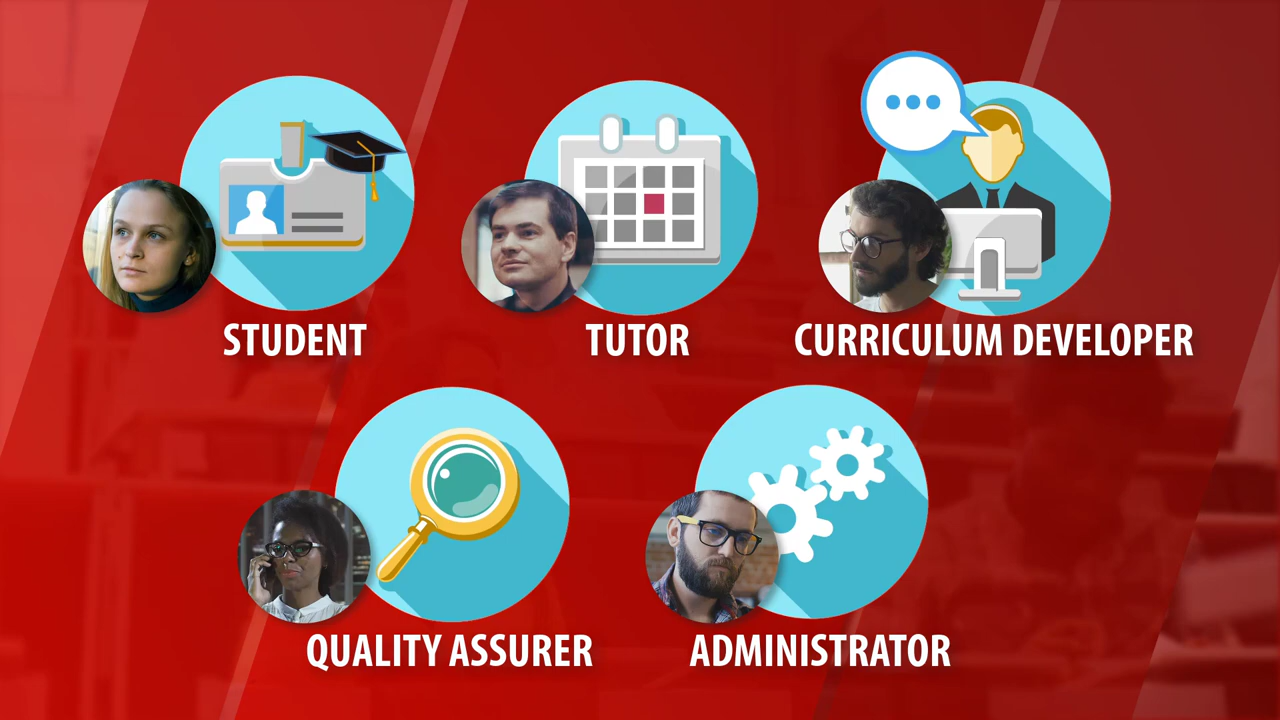 STUDENT
TUTOR
CURRICULUM DEVELOPER
QUALITY ASSURER
ADMINISTRATOR